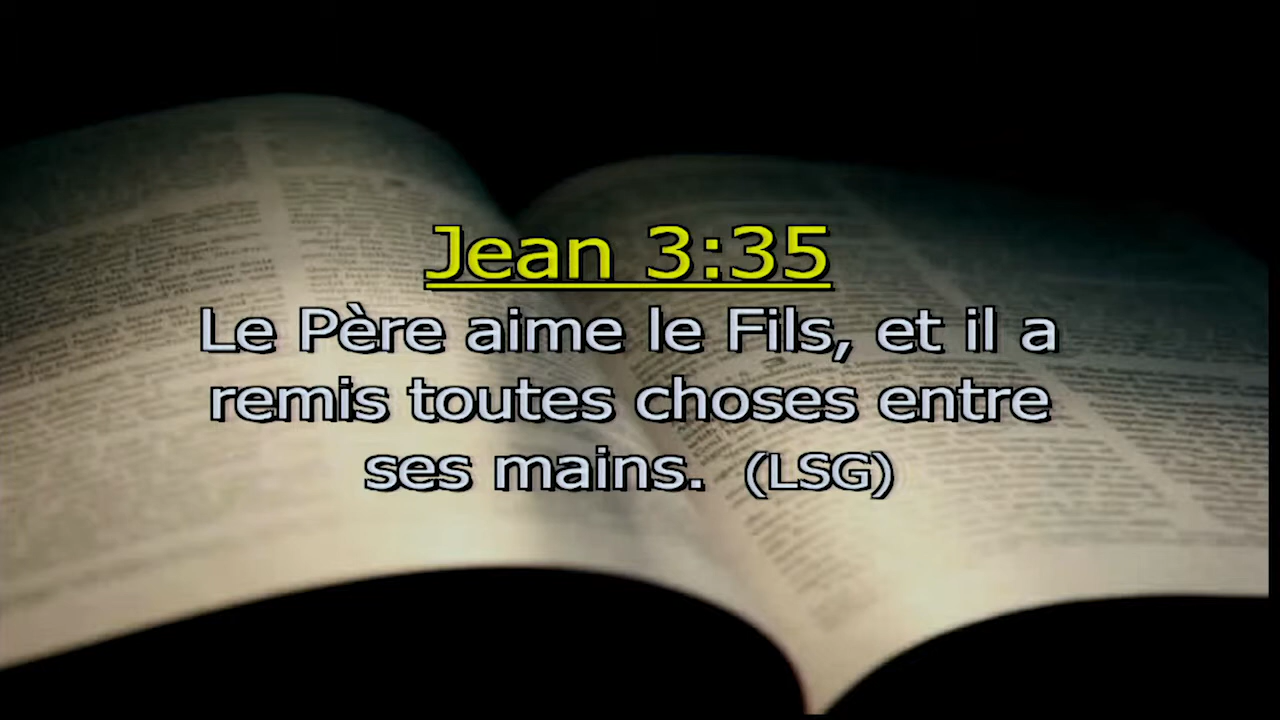 Jean 3:35
Le Père aime le Fils, et il a
remis toutes choses entre
ses mains. (LSG)